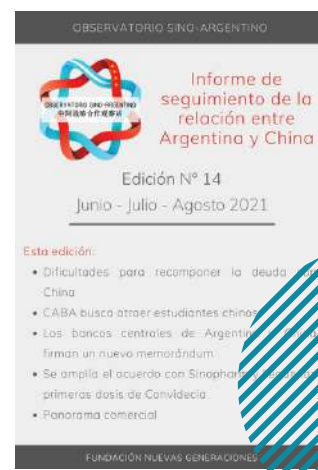 OBSERVATORIO SINO-ARGENTINO
OBSERVATORIO SINO-ARGENTINO
Informe de
seguimiento de la
relación entre
Argentina y China
Edición N° 14
Junio - Julio - Agosto 2021
Esta edición:
• Dificultades para recomponer la deuda con
China
• CABA busca atraer estudiantes chinos
• Los bancos centrales de Argentina
firman un nuevo memorándum
• Se amplía el acuerdo con Sinopharm y
primeras dosis de Convidecia
• Panorama comercial
FUNDACIÓN NUEVAS GENERACIONES